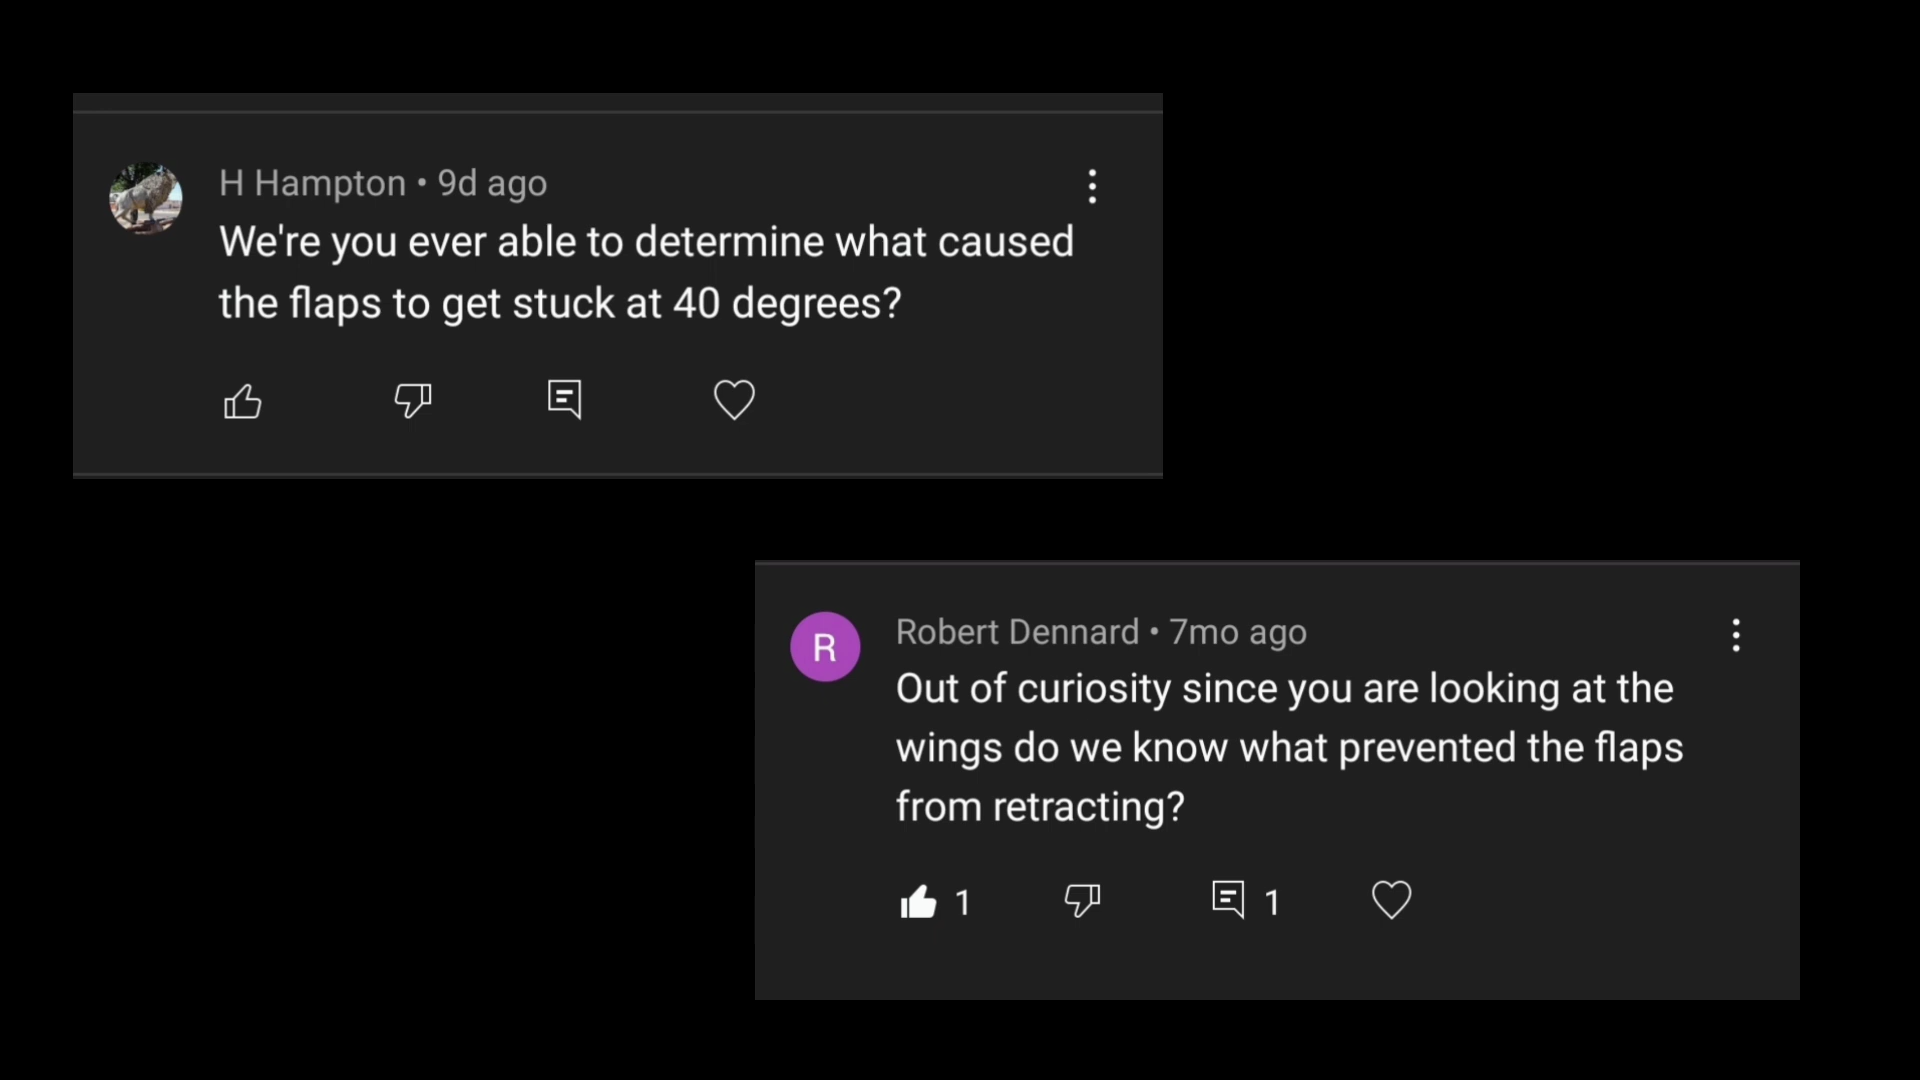 H Hampton • 9d ago
We're you ever able to determine what caused
the flaps to get stuck at 40 degrees?
R
Robert Dennard • 7mo ago
Out of curiosity since you are looking at the
wings do we know what prevented the flaps
from retracting?
1 1